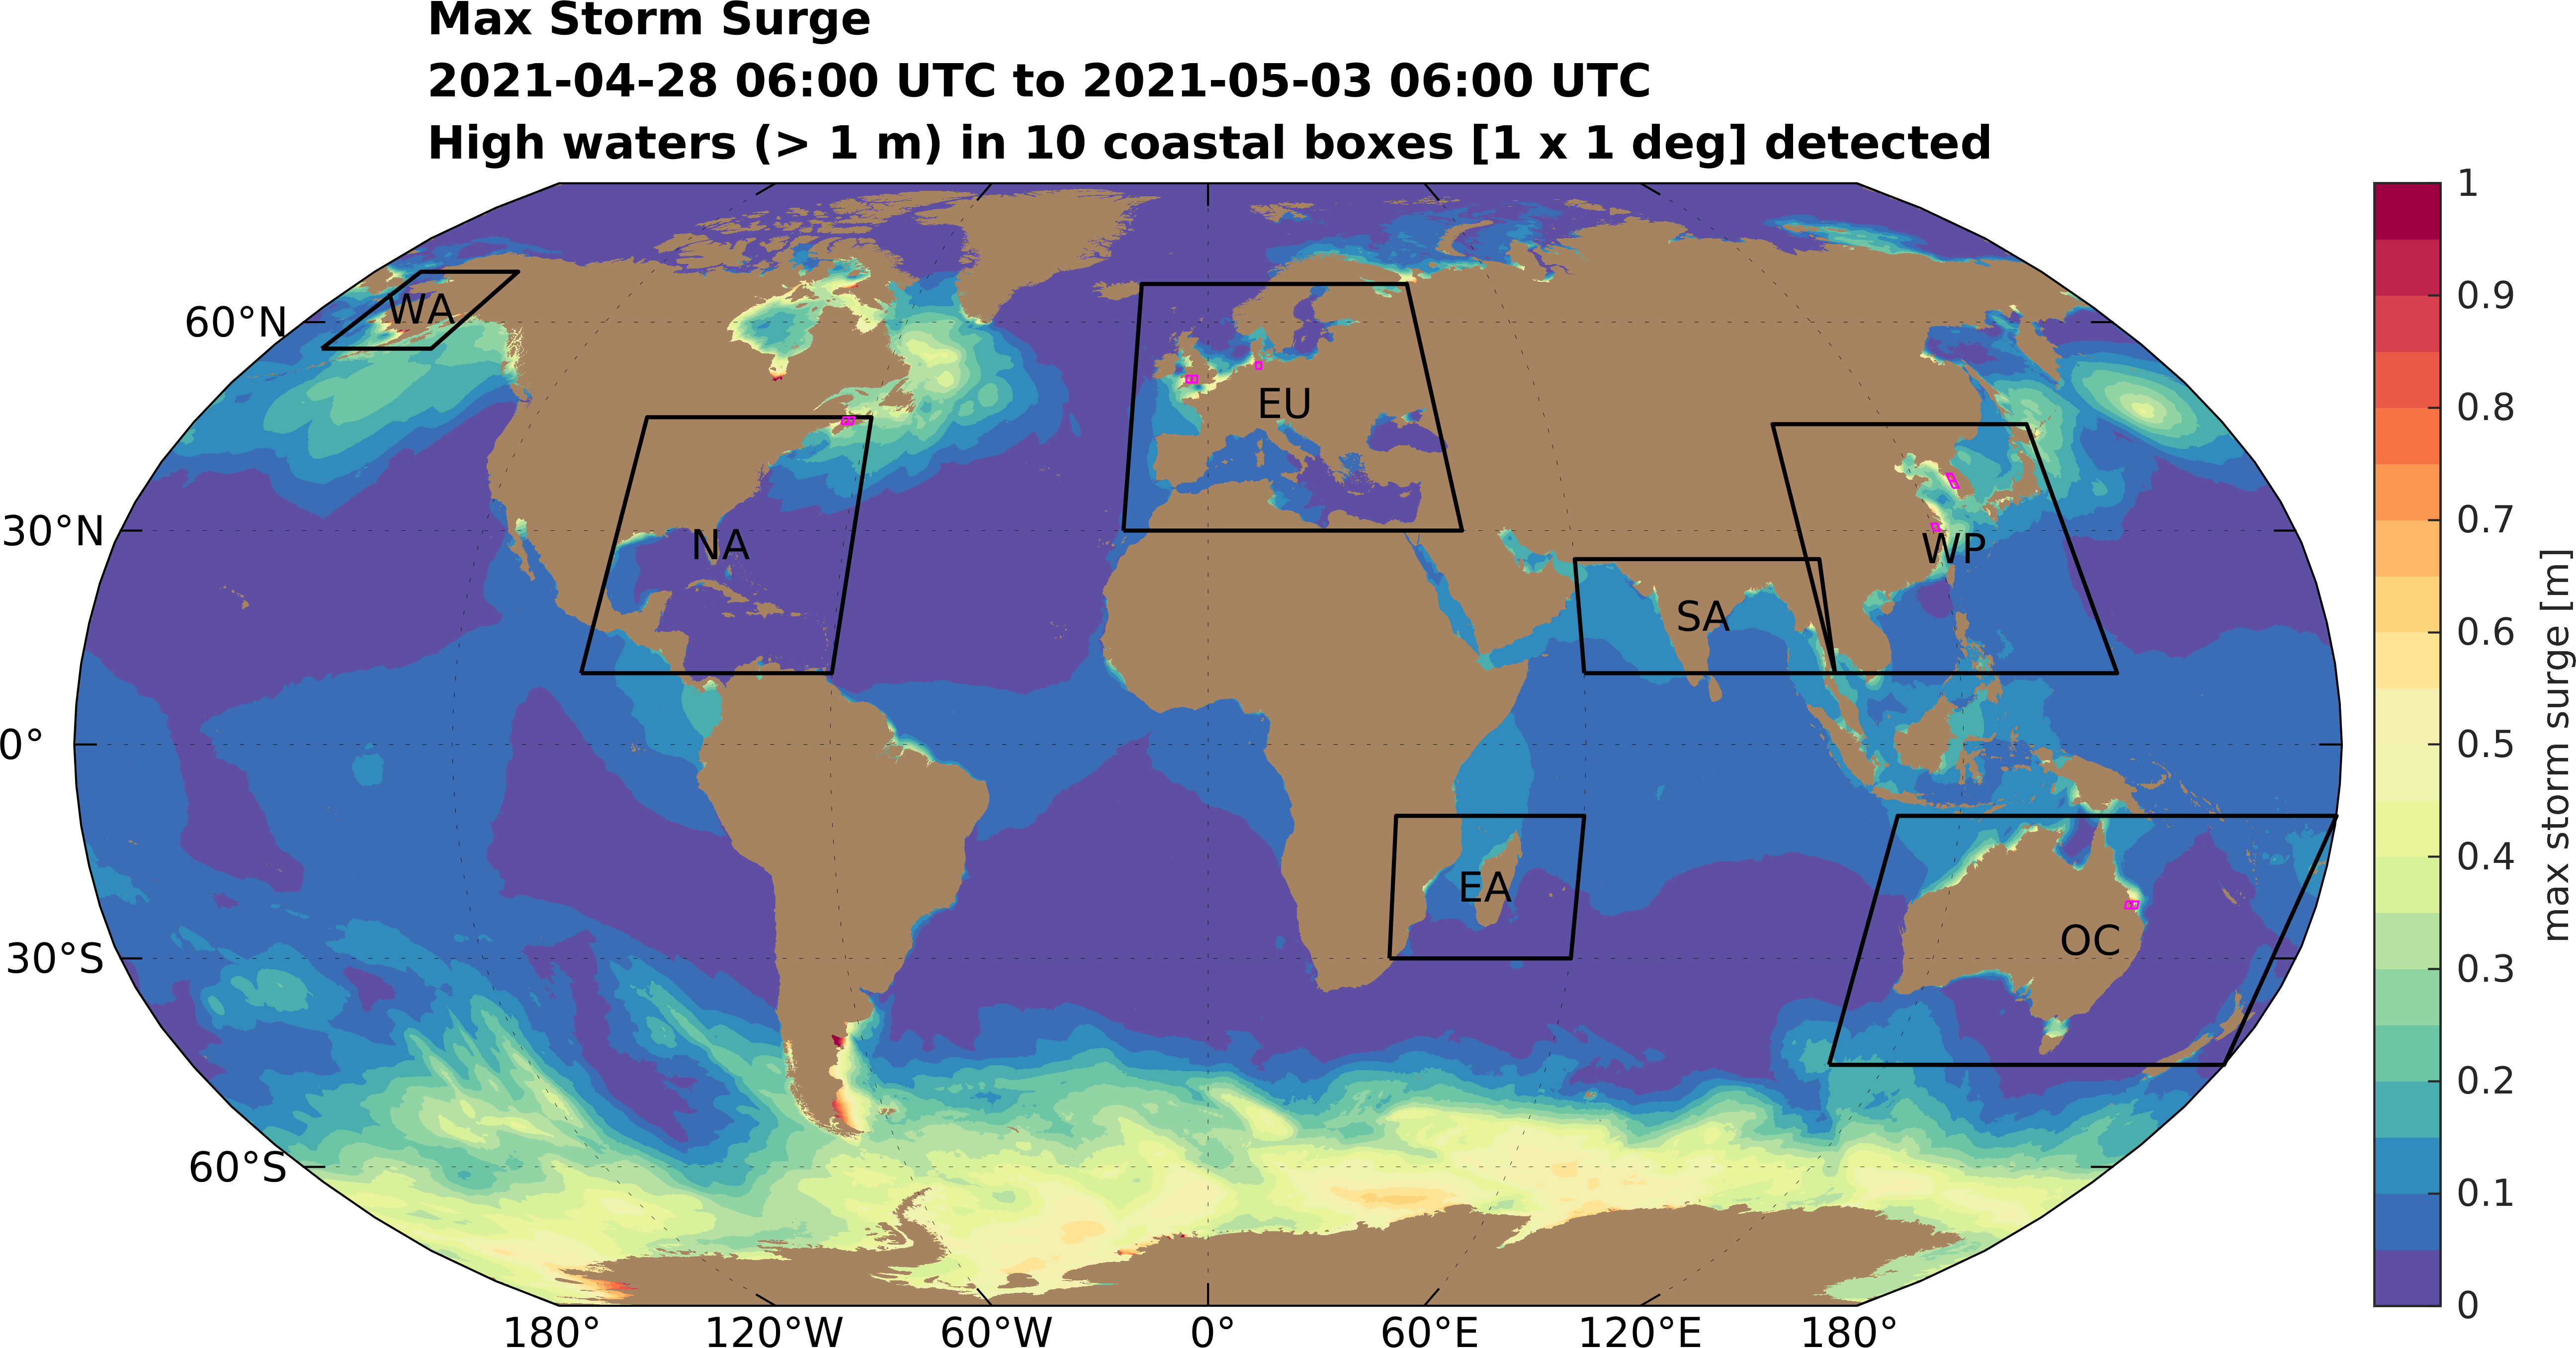 Max Storm Surge
2021-04-28 06:00 UTC to 2021-05-03 06:00 UTC
High waters (> 1 m) in 10 coastal boxes [1 x 1 deg] detected
60°N
30°N
0°
30°S
60°S
WA
NA
EU
SA
WP
EA
OC
180°
120°W
60°W
0°
60°E
120°E
180°
1
0.9
0.8
0.7
0.6
0.5
0.4
0.3
0.2
0.1
0
max storm surge [m]